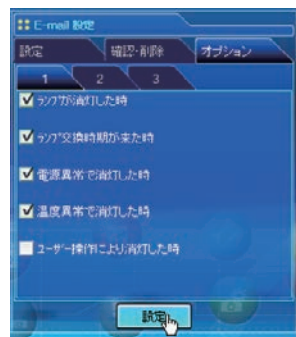 E-mail 設定
設定 確認・削除 オプション
1 2 3
ランプが消灯した時
ランプ交換時期が来た時
電源異常で消灯した時
温度異常で消灯した時
ユーザー操作により消灯した時
設定